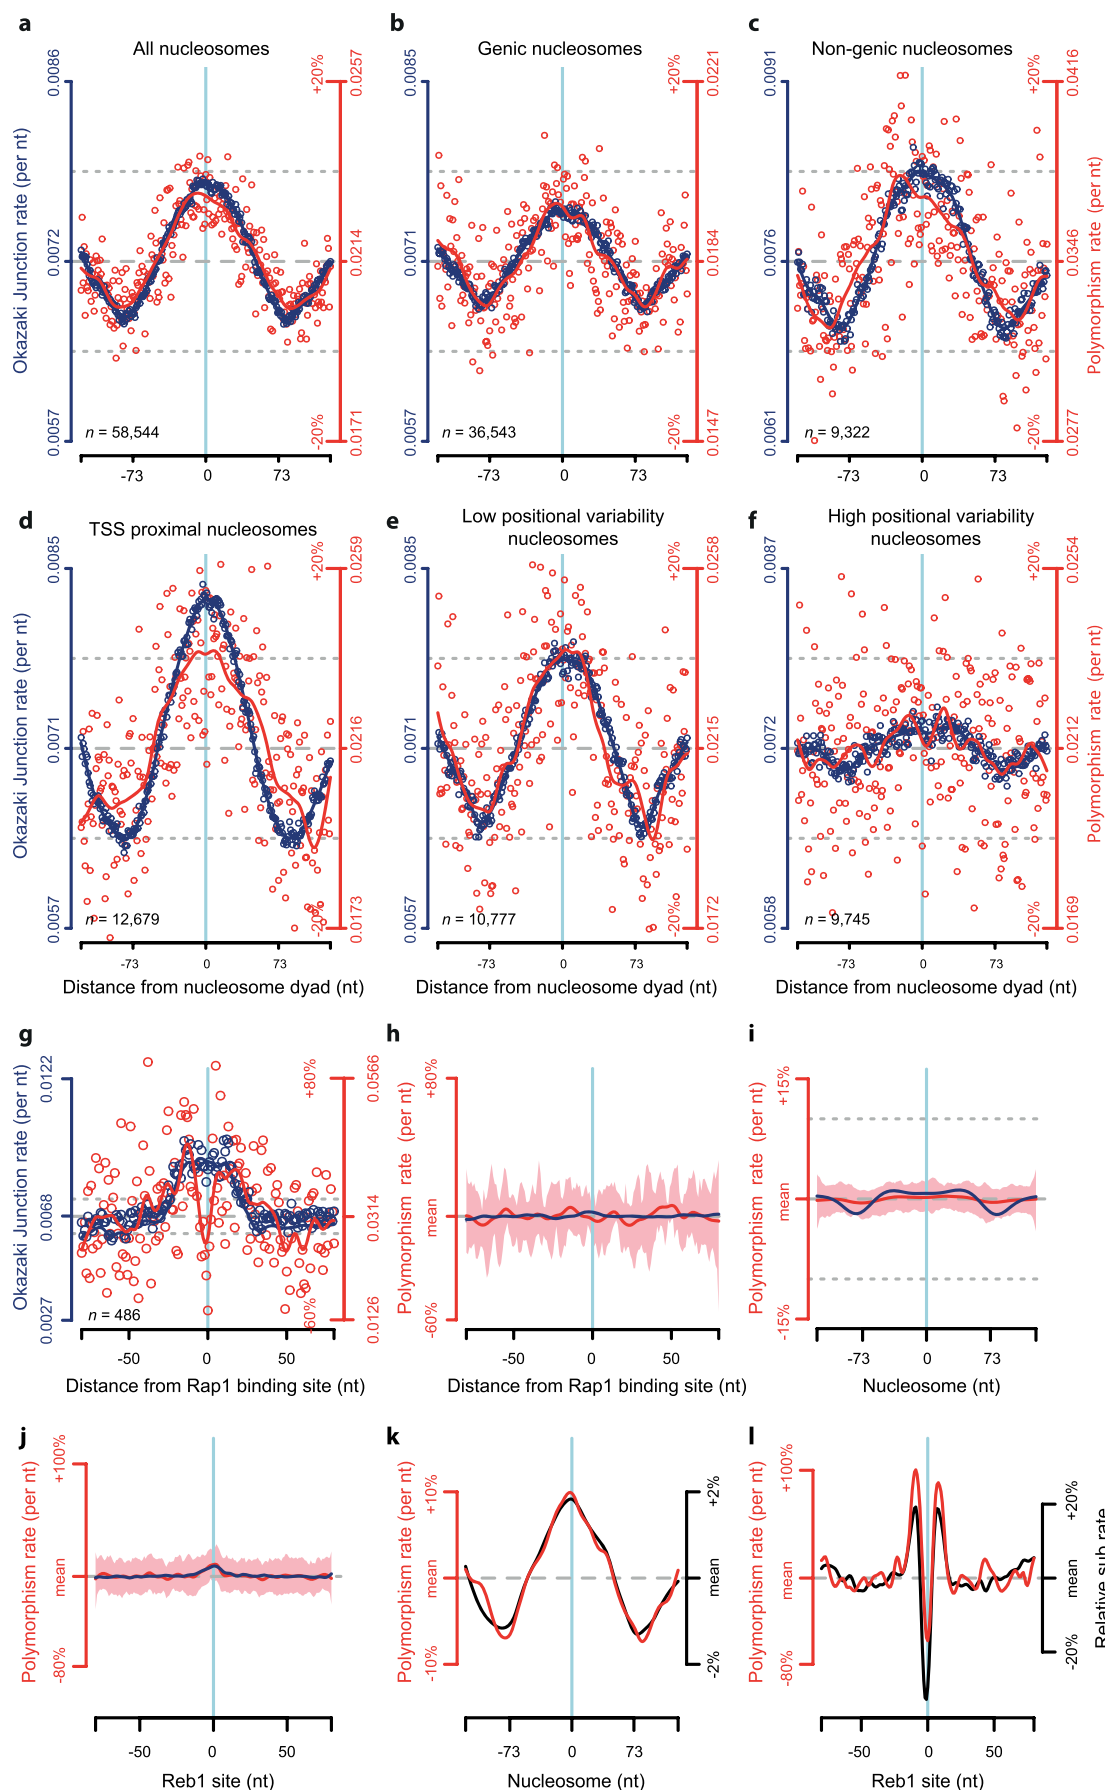 a
All nucleosomes
Okazaki Junction rate (per nt)
0.0086
0.0072
0.0057
+20%
-20%
0.0257
0.0214
0.0171
n = 58,544
-73
0
73
b
Genic nucleosomes
0.0085
0.0071
0.0057
+20%
-20%
0.0221
0.0184
0.0147
n = 36,543
-73
0
73
c
Non-genic nucleosomes
0.0091
0.0076
0.0061
+20%
-20%
0.0416
0.0346
0.0277
Polymorphism rate (per nt)
n = 9,322
-73
0
73
d
TSS proximal nucleosomes
Okazaki Junction rate (per nt)
0.0085
0.0071
0.0057
+20%
-20%
0.0259
0.0216
0.0173
n = 12,679
-73
0
73
Distance from nucleosome dyad (nt)
e
Low positional variability
nucleosomes
0.0085
0.0071
0.0057
+20%
-20%
0.0258
0.0215
0.0172
n = 10,777
-73
0
73
Distance from nucleosome dyad (nt)
f
High positional variability
nucleosomes
0.0087
0.0072
0.0058
+20%
-20%
0.0254
0.0212
0.0169
Polymorphism rate (per nt)
n = 9,745
-73
0
73
Distance from nucleosome dyad (nt)
g
Okazaki Junction rate (per nt)
0.0122
0.0068
0.0027
+80%
-60%
0.0566
0.0314
0.0126
n = 486
-50
0
50
Distance from Rap1 binding site (nt)
h
Polymorphism rate (per nt)
+80%
mean
-60%
-50
0
50
Distance from Rap1 binding site (nt)
i
Polymorphism rate (per nt)
+15%
mean
-15%
-73
0
73
Nucleosome (nt)
j
Polymorphism rate (per nt)
+100%
mean
-80%
-50
0
50
Reb1 site (nt)
k
Polymorphism rate (per nt)
+10%
mean
-10%
+2%
mean
-2%
-73
0
73
Nucleosome (nt)
l
Polymorphism rate (per nt)
+100%
mean
-80%
+20%
mean
-20%
Relative sub rate
-50
0
50
Reb1 site (nt)